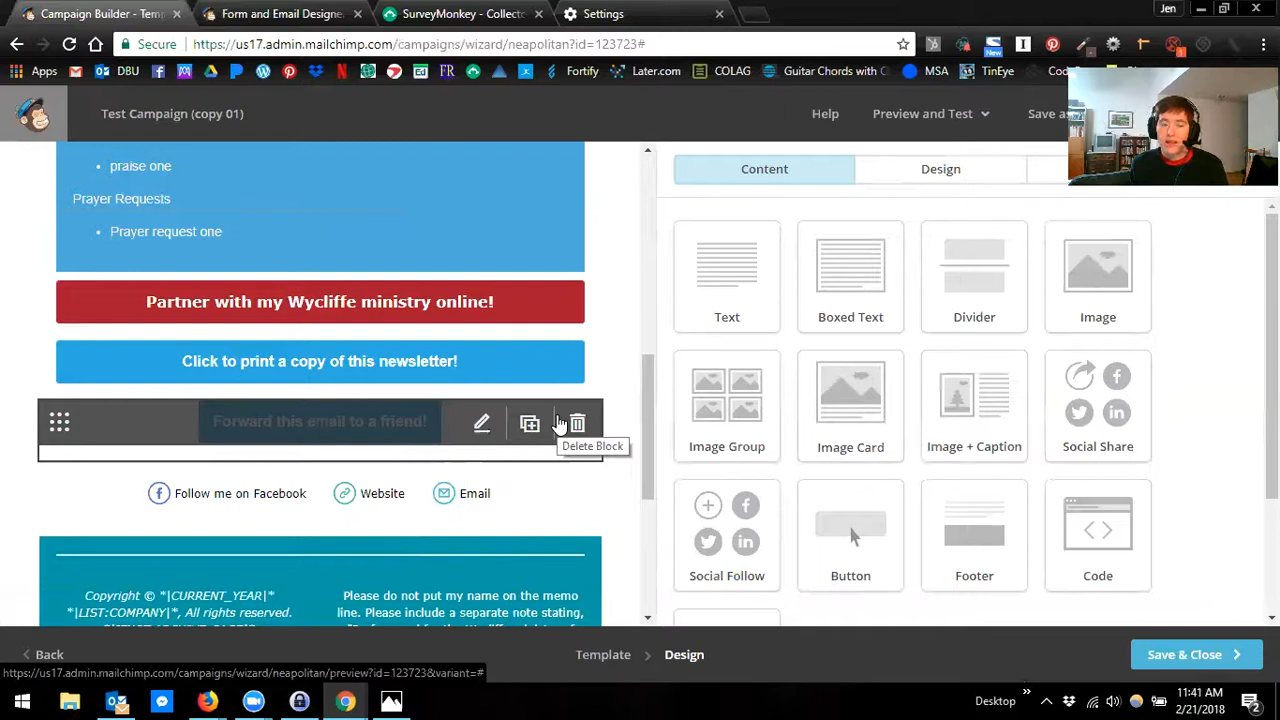 Campaign Builder - Tem
Form and Email Designe
SurveyMonkey - Collect
Settings
Jen
Secure
https://us17.admin.mailchimp.com/campaigns/wizard/neapolitan?id=123723#
Apps
DBU
Fortify
Later.com
COLAG
Guitar Chords with C
MSA
TinEye
Test Campaign (copy 01)
Help
Preview and Test
Save as
praise one
Prayer Requests
Prayer request one
Partner with my Wycliffe ministry online!
Click to print a copy of this newsletter!
Forward this email to a friend!
Delete Block
Follow me on Facebook
Website
Email
Copyright © *|CURRENT_YEAR|*
*|LIST:COMPANY|*, All rights reserved.
Please do not put my name on the memo
line. Please include a separate note stating,
Content
Design
Text
Boxed Text
Divider
Image
Image Group
Image Card
Image + Caption
Social Share
Social Follow
Button
Footer
Code
Back
Template
Design
Save & Close
https://us17.admin.mailchimp.com/campaigns/wizard/neapolitan/preview?id=123723&variant=#
Desktop
11:41 AM
2/21/2018
2